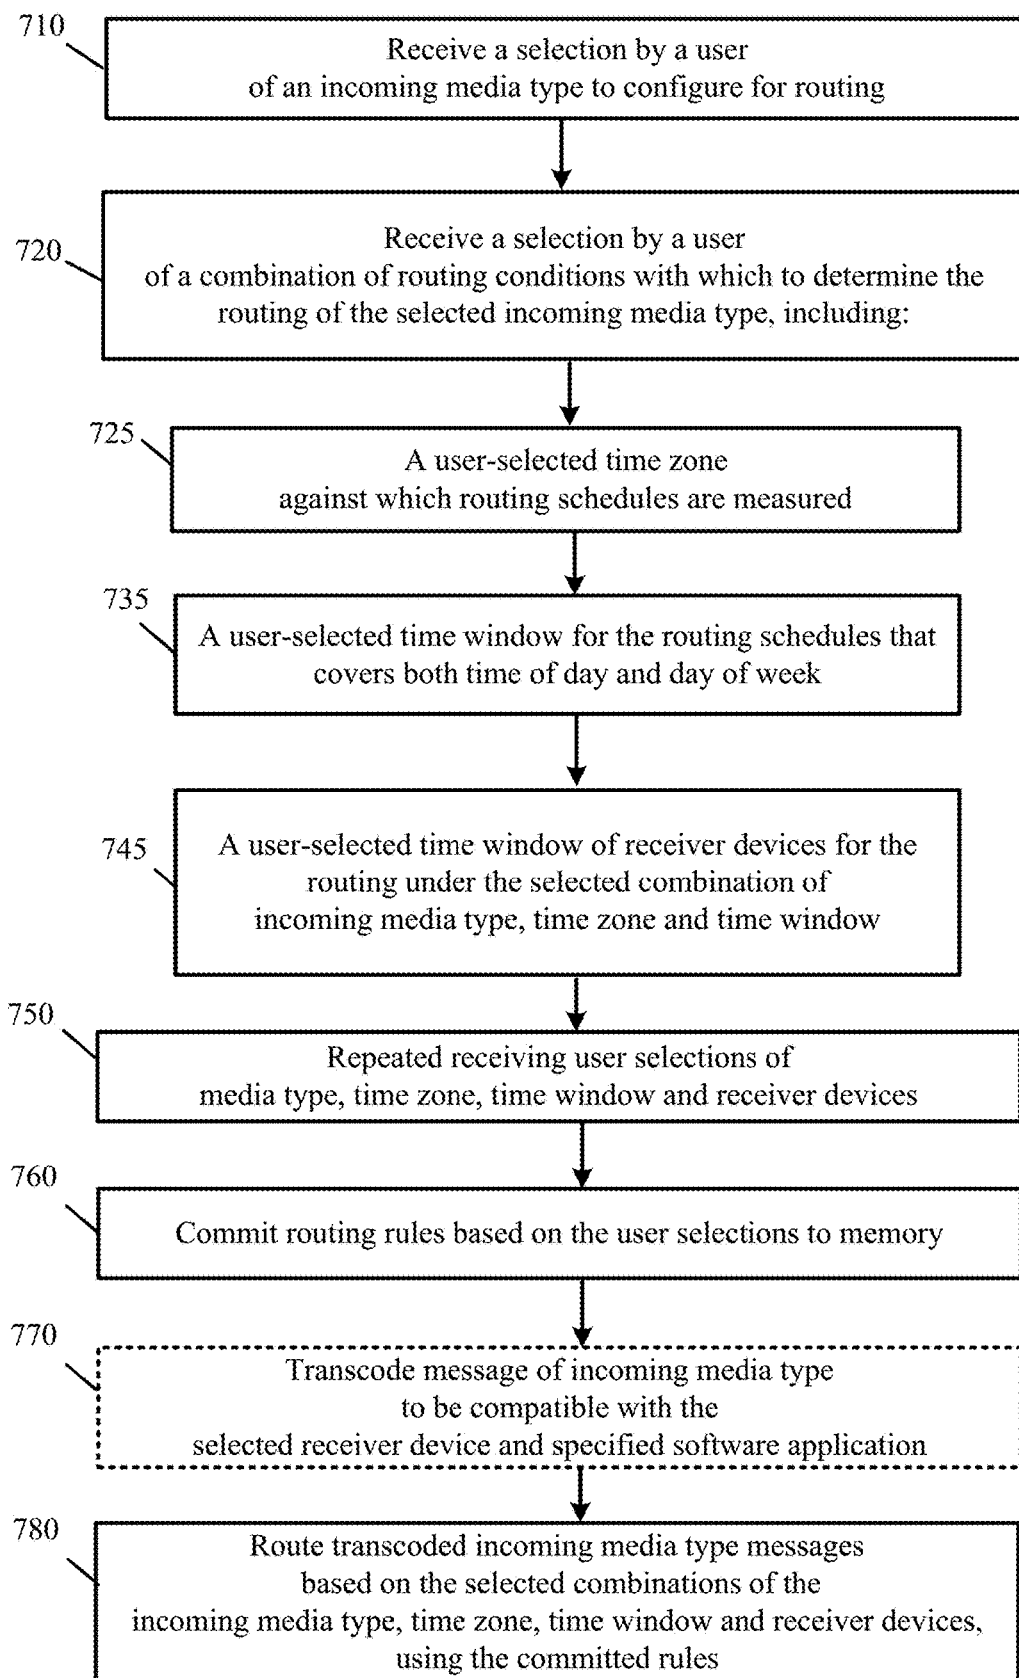 710
Receive a selection by a user
of an incoming media type to configure for routing
720
Receive a selection by a user
of a combination of routing conditions with which to determine the
routing of the selected incoming media type, including:
725
A user-selected time zone
against which routing schedules are measured
735
A user-selected time window for the routing schedules that
covers both time of day and day of week
745
A user-selected time window of receiver devices for the
routing under the selected combination of
incoming media type, time zone and time window
750
Repeated receiving user selections of
media type, time zone, time window and receiver devices
760
Commit routing rules based on the user selections to memory
770
Transcode message of incoming media type
to be compatible with the
selected receiver device and specified software application
780
Route transcoded incoming media type messages
based on the selected combinations of the
incoming media type, time zone, time window and receiver devices,
using the committed rules